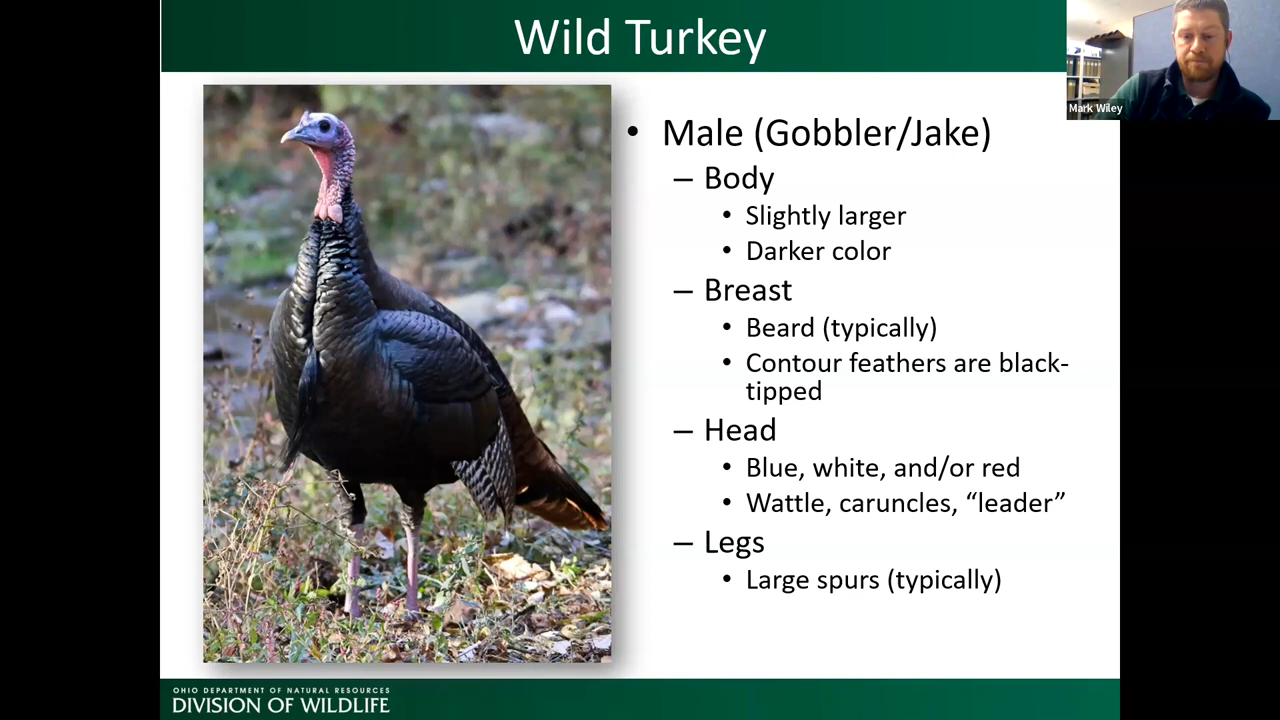 Wild Turkey
Mark Wiley
• Male (Gobbler/Jake)
– Body
• Slightly larger
• Darker color
– Breast
• Beard (typically)
• Contour feathers are black-
tipped
– Head
• Blue, white, and/or red
• Wattle, caruncles, “leader”
– Legs
• Large spurs (typically)
OHIO DEPARTMENT OF NATURAL RESOURCES
DIVISION OF WILDLIFE